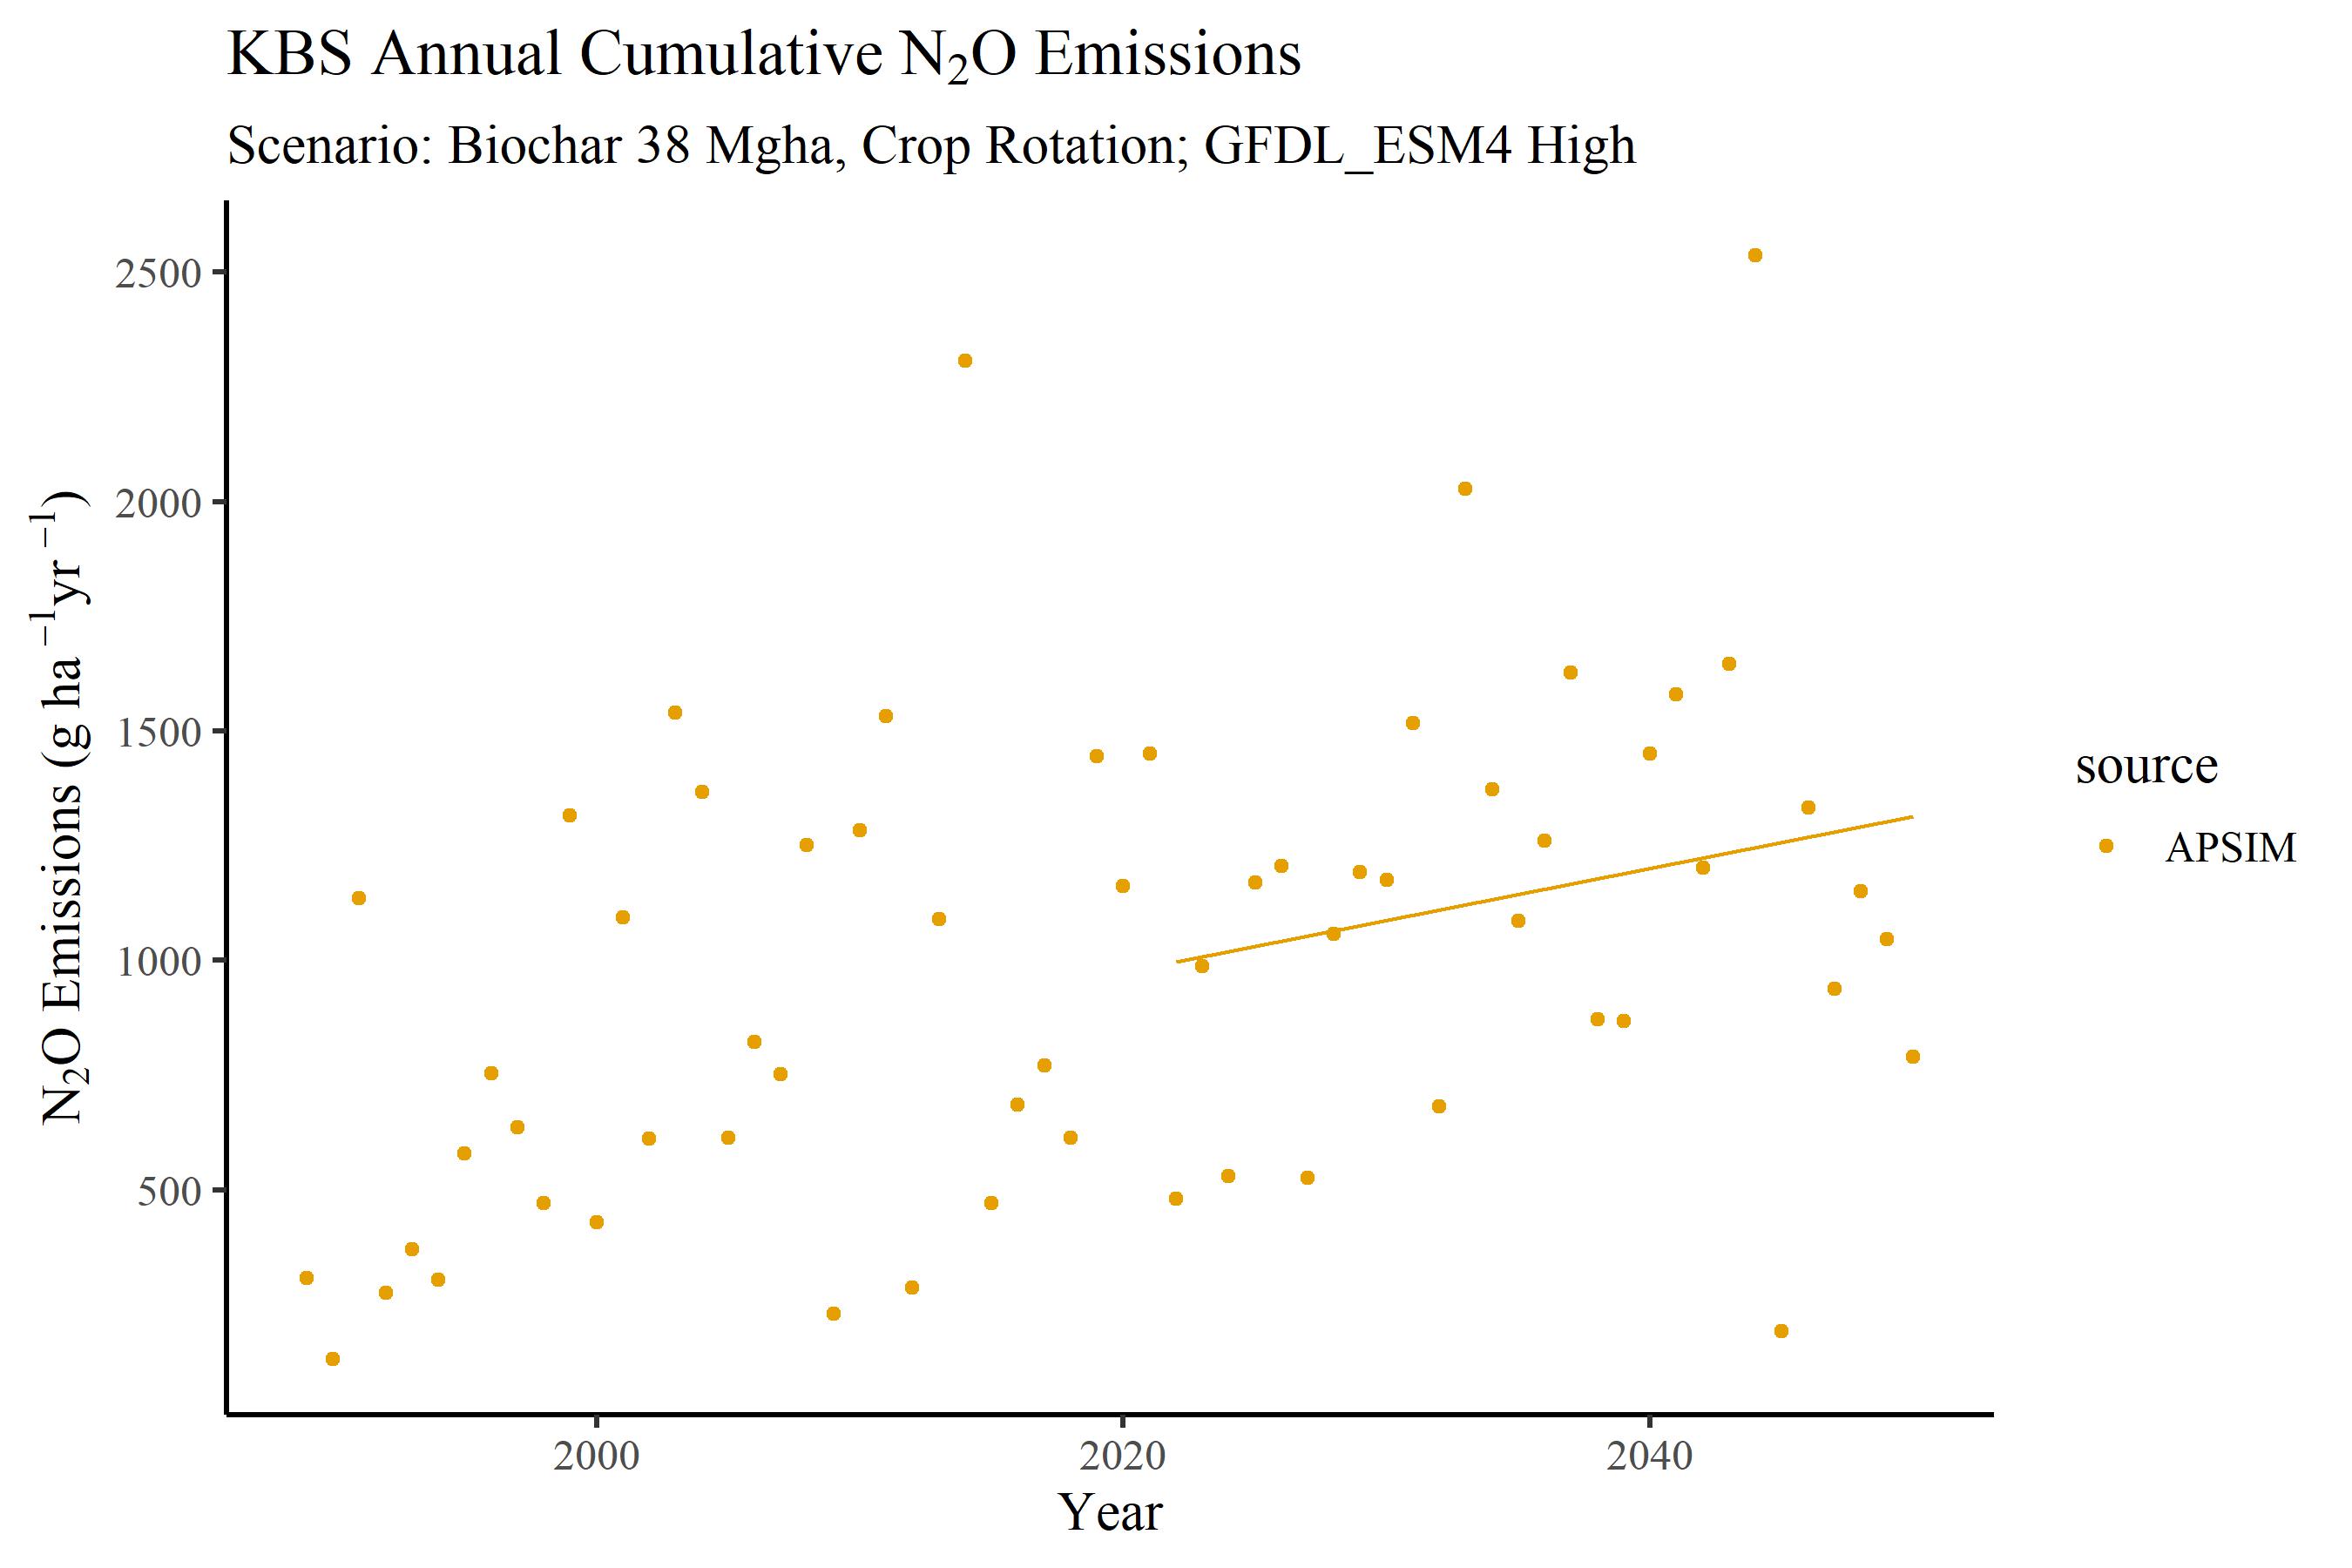 KBS Annual Cumulative N₂O Emissions
Scenario: Biochar 38 Mgha, Crop Rotation; GFDL_ESM4 High
N₂O Emissions (g ha⁻¹yr⁻¹)
2500
2000
1500
1000
500
2000
2020
2040
Year
source
APSIM